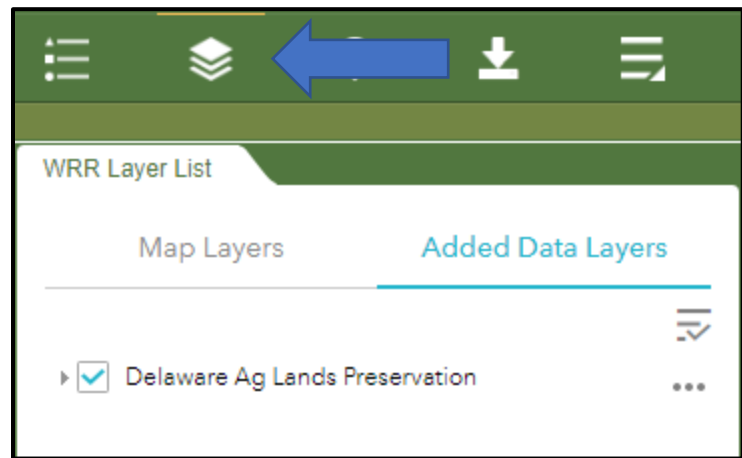 WRR Layer List
Map Layers Added Data Layers
Delaware Ag Lands Preservation